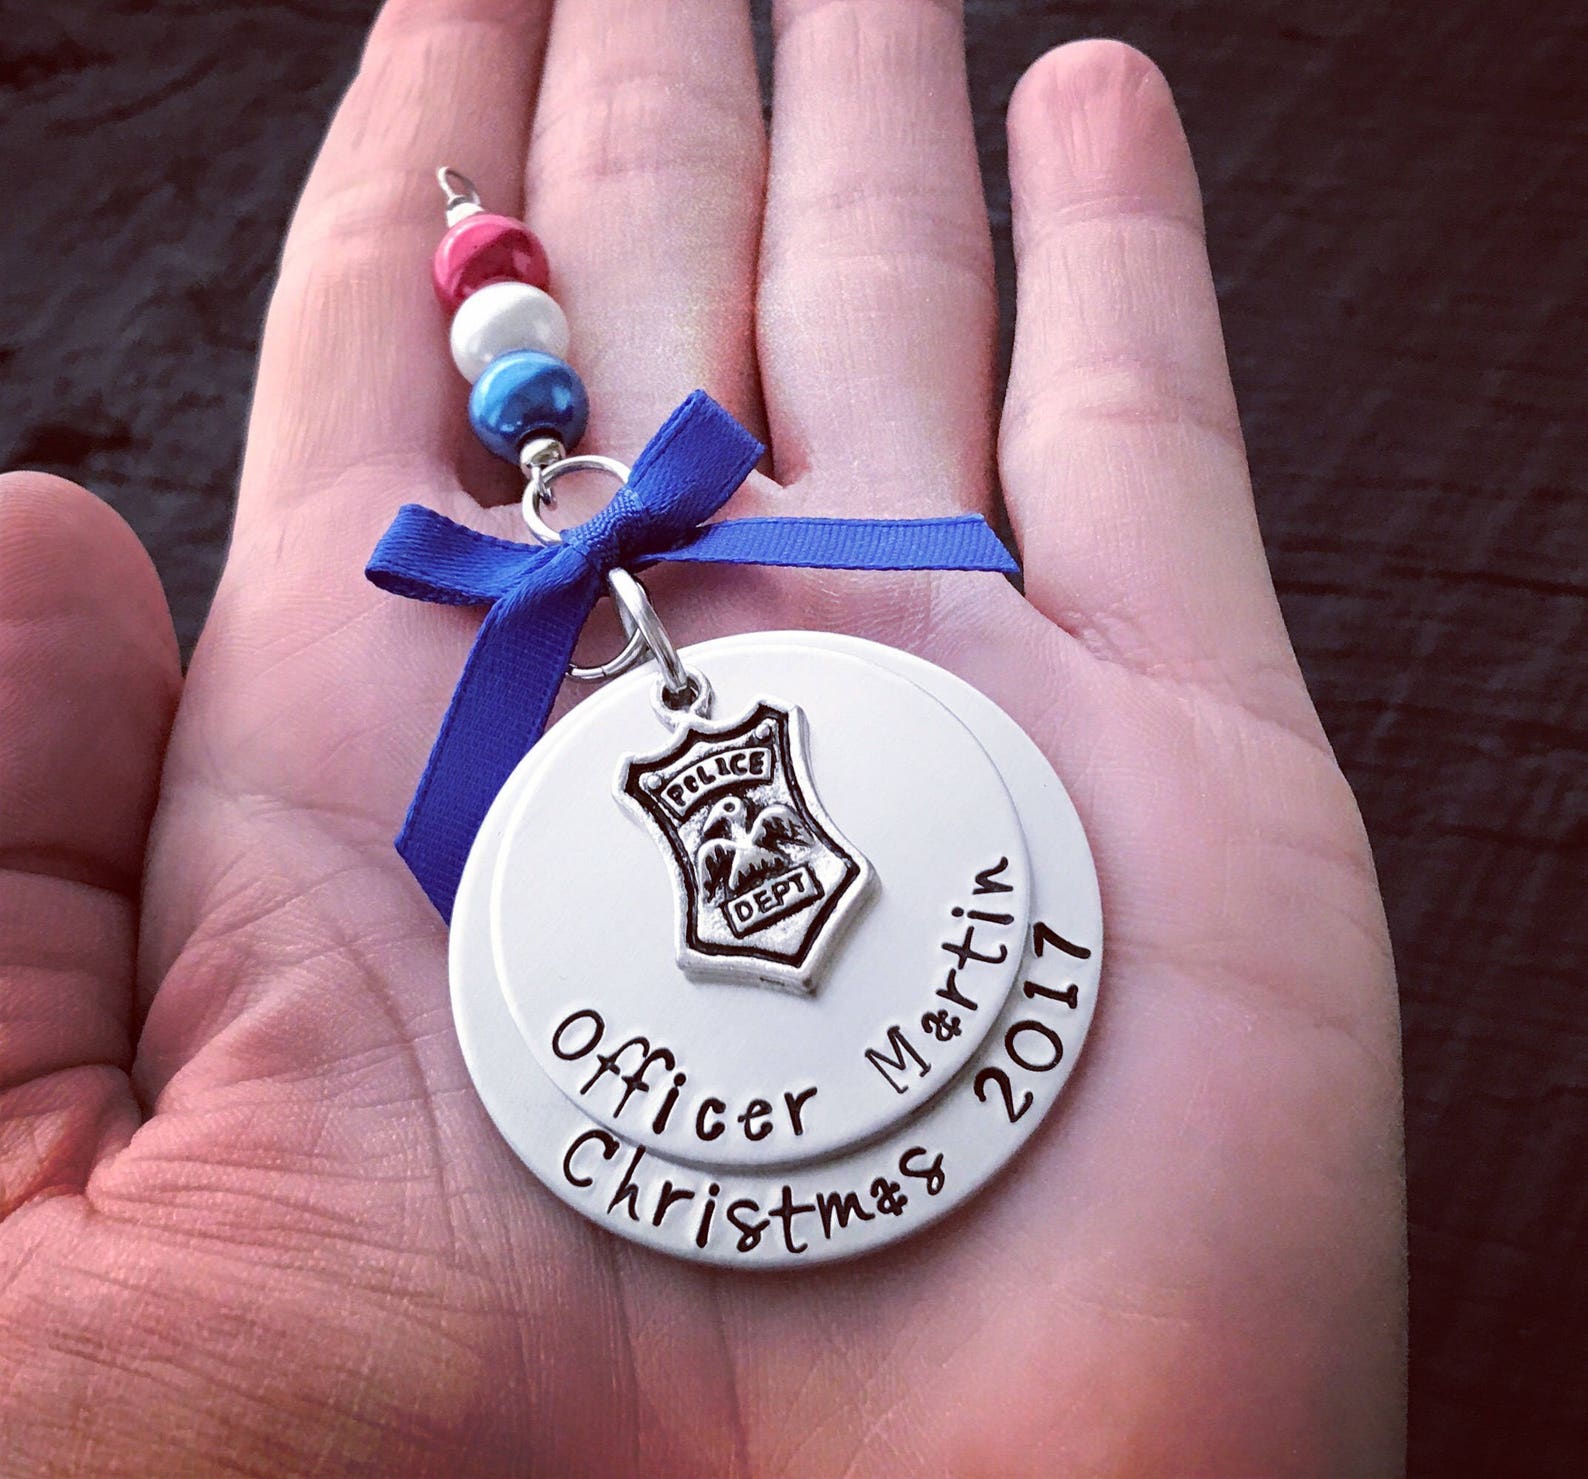 POLICE
DEPT
Officer Martin
Christmas 2017